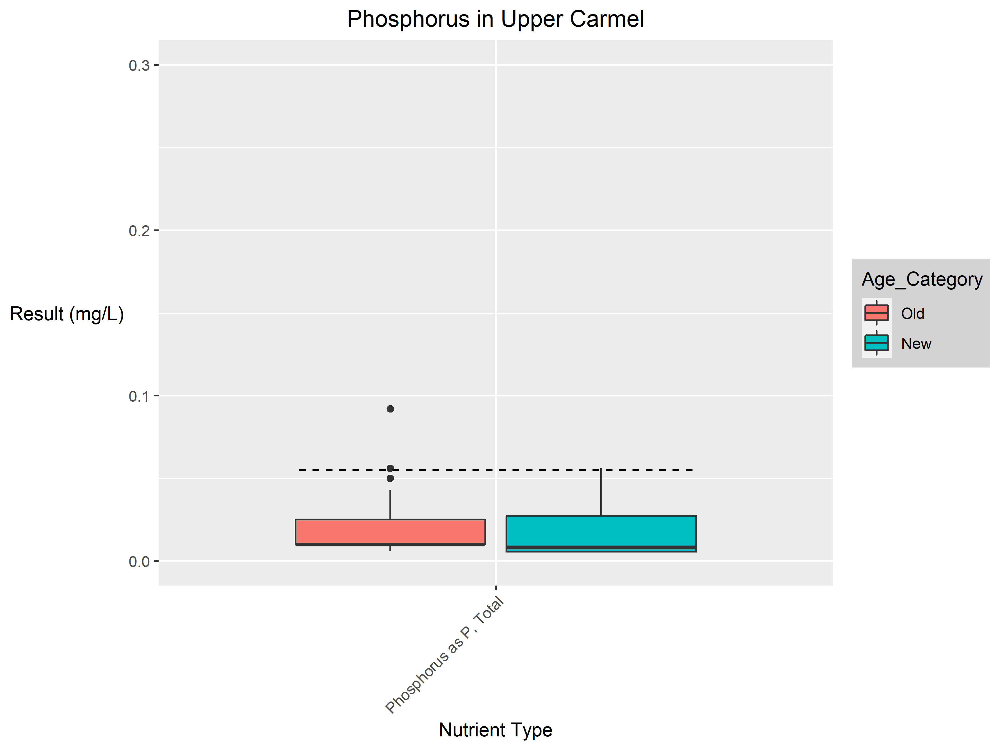 Phosphorus in Upper Carmel
0.3
0.2
0.1
0.0
Result (mg/L)
Phosphorus as P, Total
Nutrient Type
Age_Category
Old
New